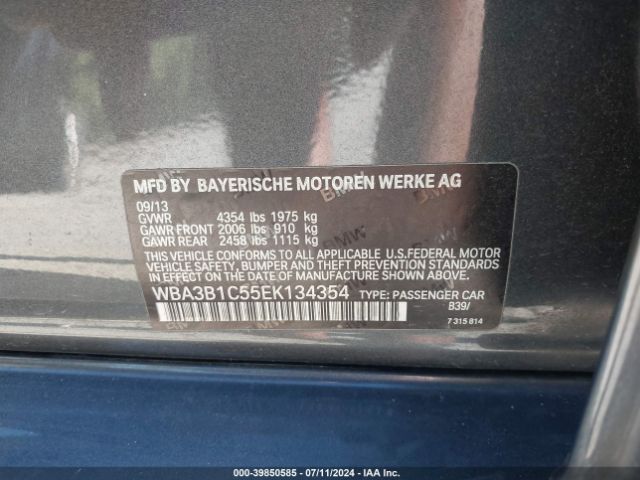 MFD BY BAYERISCHE MOTOREN WERKE AG
09/13
GVWR 4354 lbs 1975 kg
GAWR FRONT 2006 lbs 910 kg
GAWR REAR 2458 lbs 1115 kg
THIS VEHICLE CONFORMS TO ALL APPLICABLE U.S.FEDERAL MOTOR
VEHICLE SAFETY, BUMPER AND THEFT PREVENTION STANDARDS
IN EFFECT ON THE DATE OF MANUFACTURE SHOWN ABOVE.
WBA3B1C55EK134354 TYPE: PASSENGER CAR
B39/
7 315 814
000-39850585 / 07/11/2024 - IAA Inc.